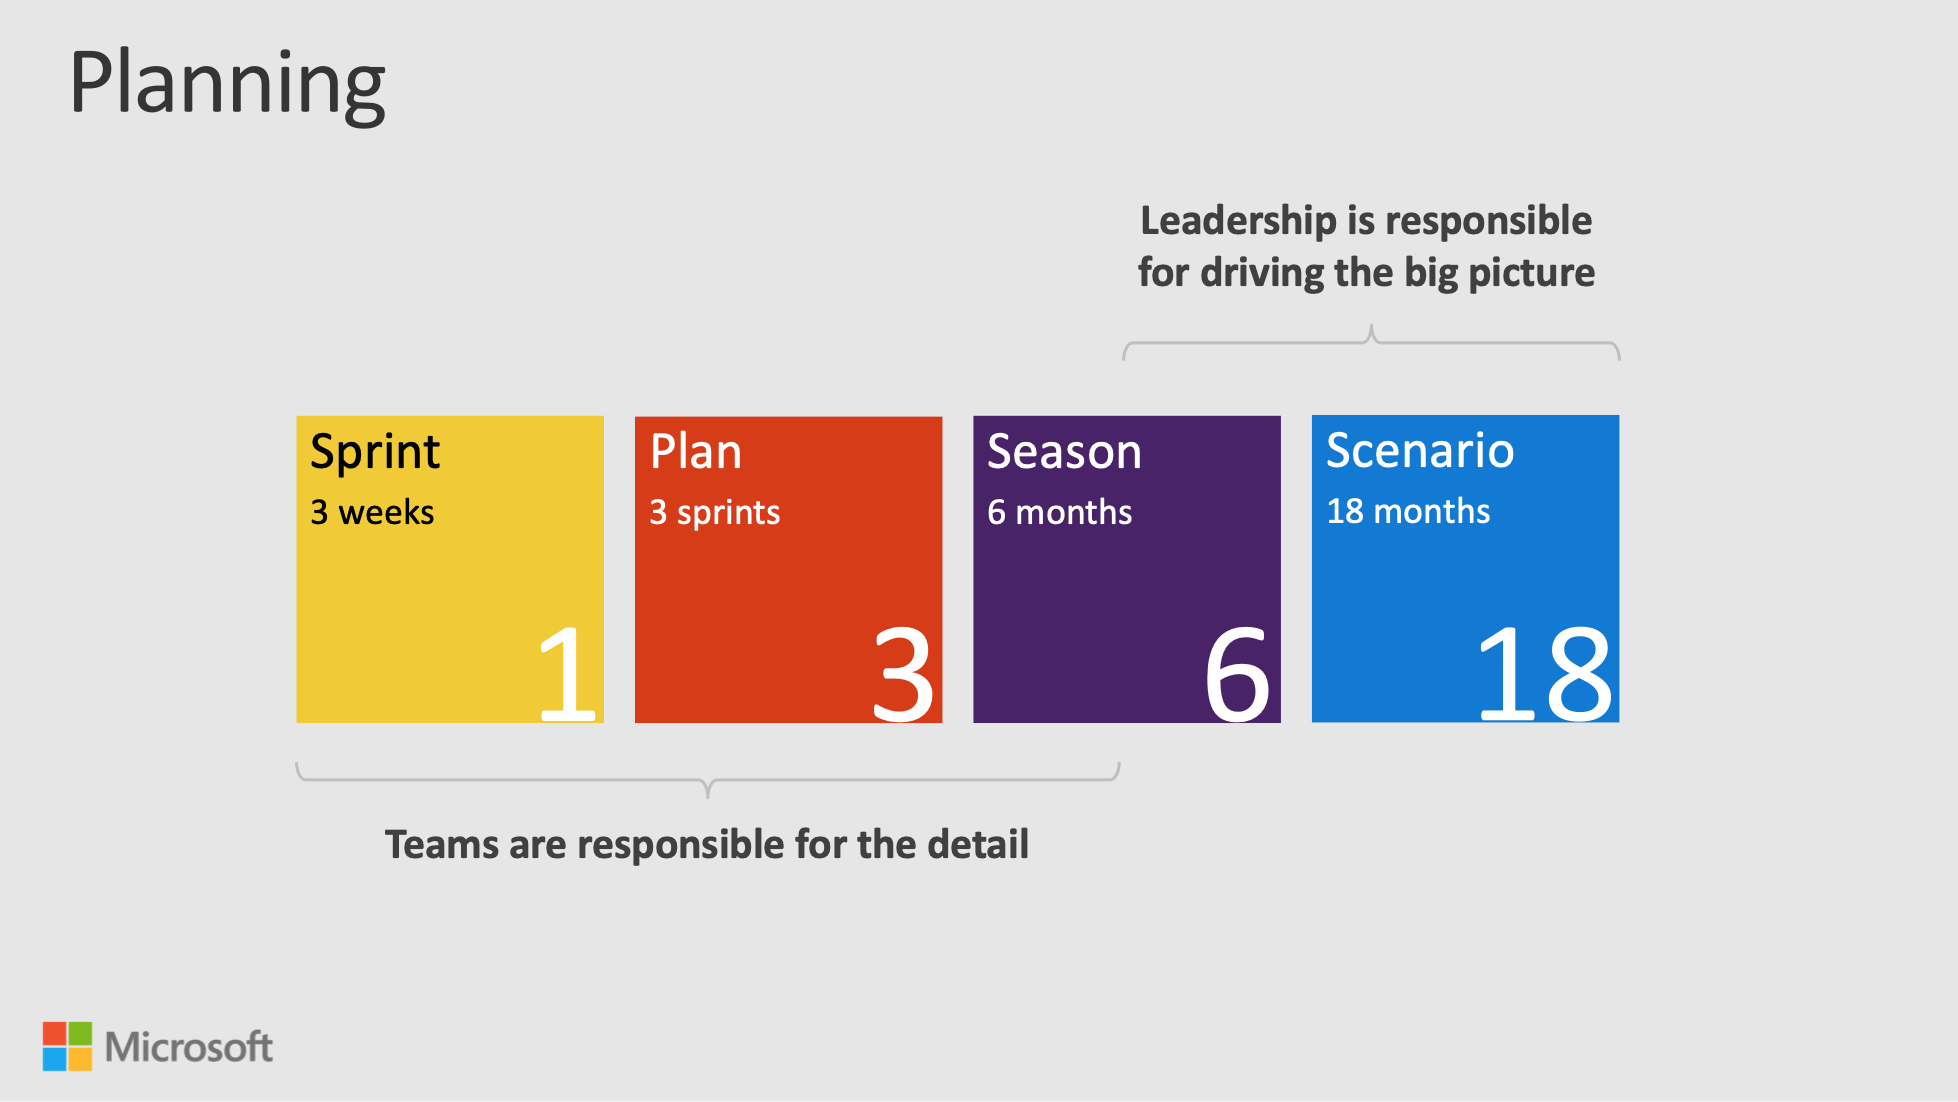 Planning
Leadership is responsible
for driving the big picture
Sprint
3 weeks
1
Plan
3 sprints
3
Season
6 months
6
Scenario
18 months
18
Teams are responsible for the detail
Microsoft